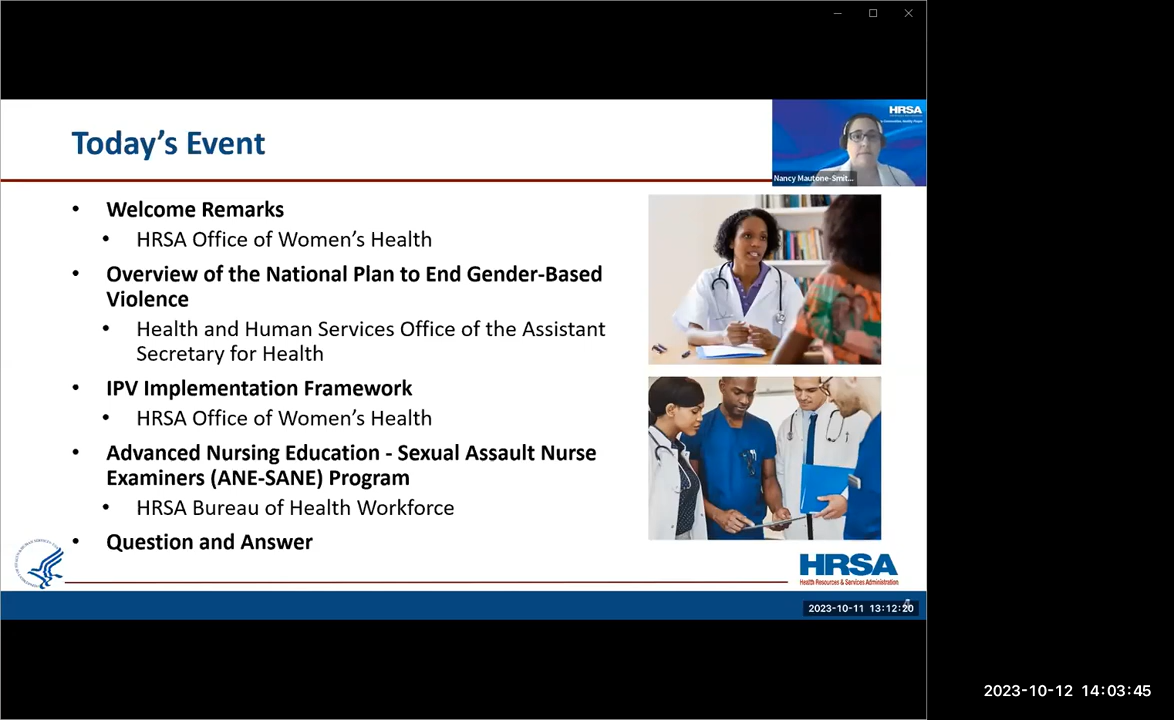 Today's Event
HRSA
Nancy Mautone-Smit...
• Welcome Remarks
• HRSA Office of Women's Health
• Overview of the National Plan to End Gender-Based
Violence
• Health and Human Services Office of the Assistant
Secretary for Health
• IPV Implementation Framework
• HRSA Office of Women's Health
• Advanced Nursing Education - Sexual Assault Nurse
Examiners (ANE-SANE) Program
• HRSA Bureau of Health Workforce
• Question and Answer
HRSA
Health Resources & Services Administration
2023-10-11 13:12:20
2023-10-12 14:03:45